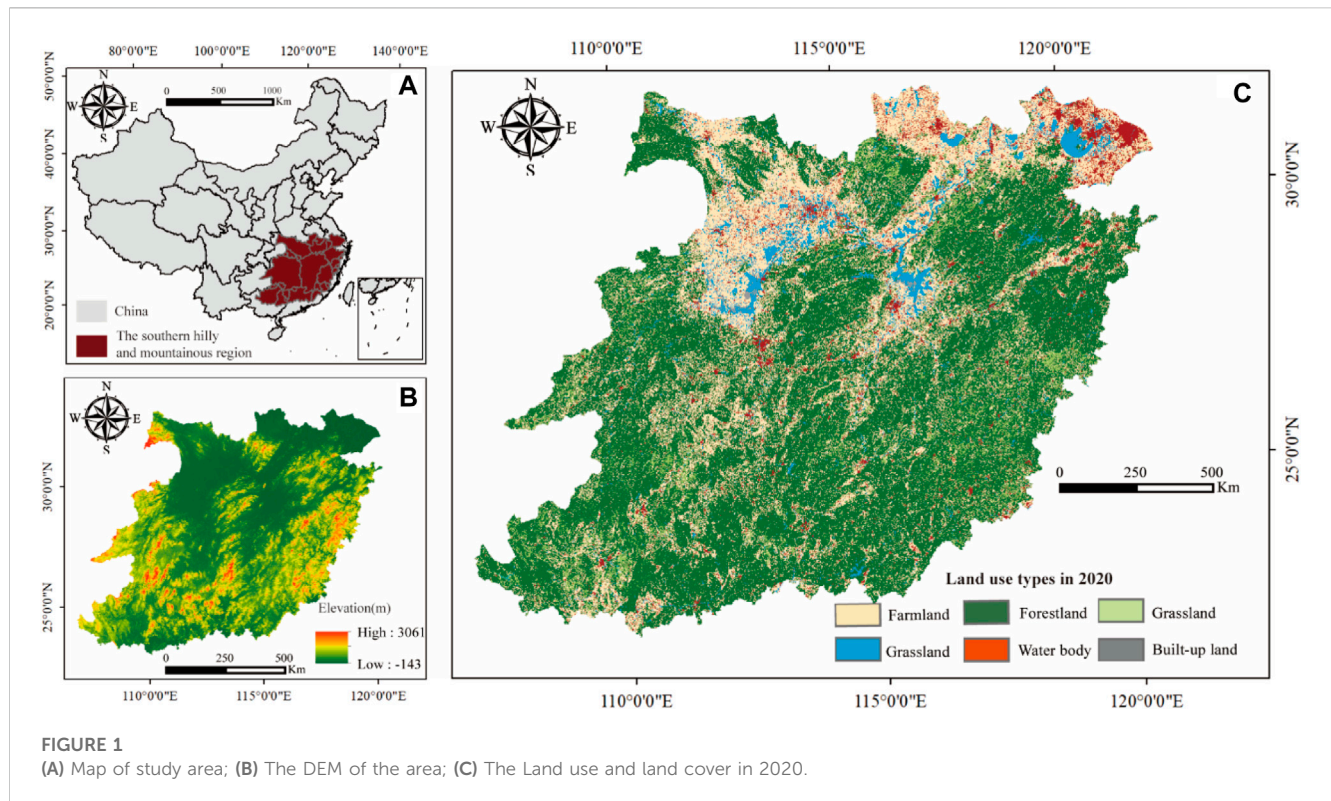 80°0'0"E 100°0'0"E 120°0'0"E 140°0'0"E
A
N
W E
S
0 500 1000
Km
50°0'0"N
40°0'0"N
30°0'0"N
20°0'0"N
China
The southern hilly
and mountainous region
B
N
W E
S
30°0'0"N
25°0'0"N
Elevation(m)
High : 3061
Low : -143
0 250 500
Km
110°0'0"E 115°0'0"E 120°0'0"E
110°0'0"E 115°0'0"E 120°0'0"E
C
N
W E
S
30°0'0"N
25°0'0"N
0 250 500
Km
Land use types in 2020
Farmland Forestland Grassland
Grassland Water body Built-up land
110°0'0"E 115°0'0"E 120°0'0"E
FIGURE 1
(A) Map of study area; (B) The DEM of the area; (C) The Land use and land cover in 2020.